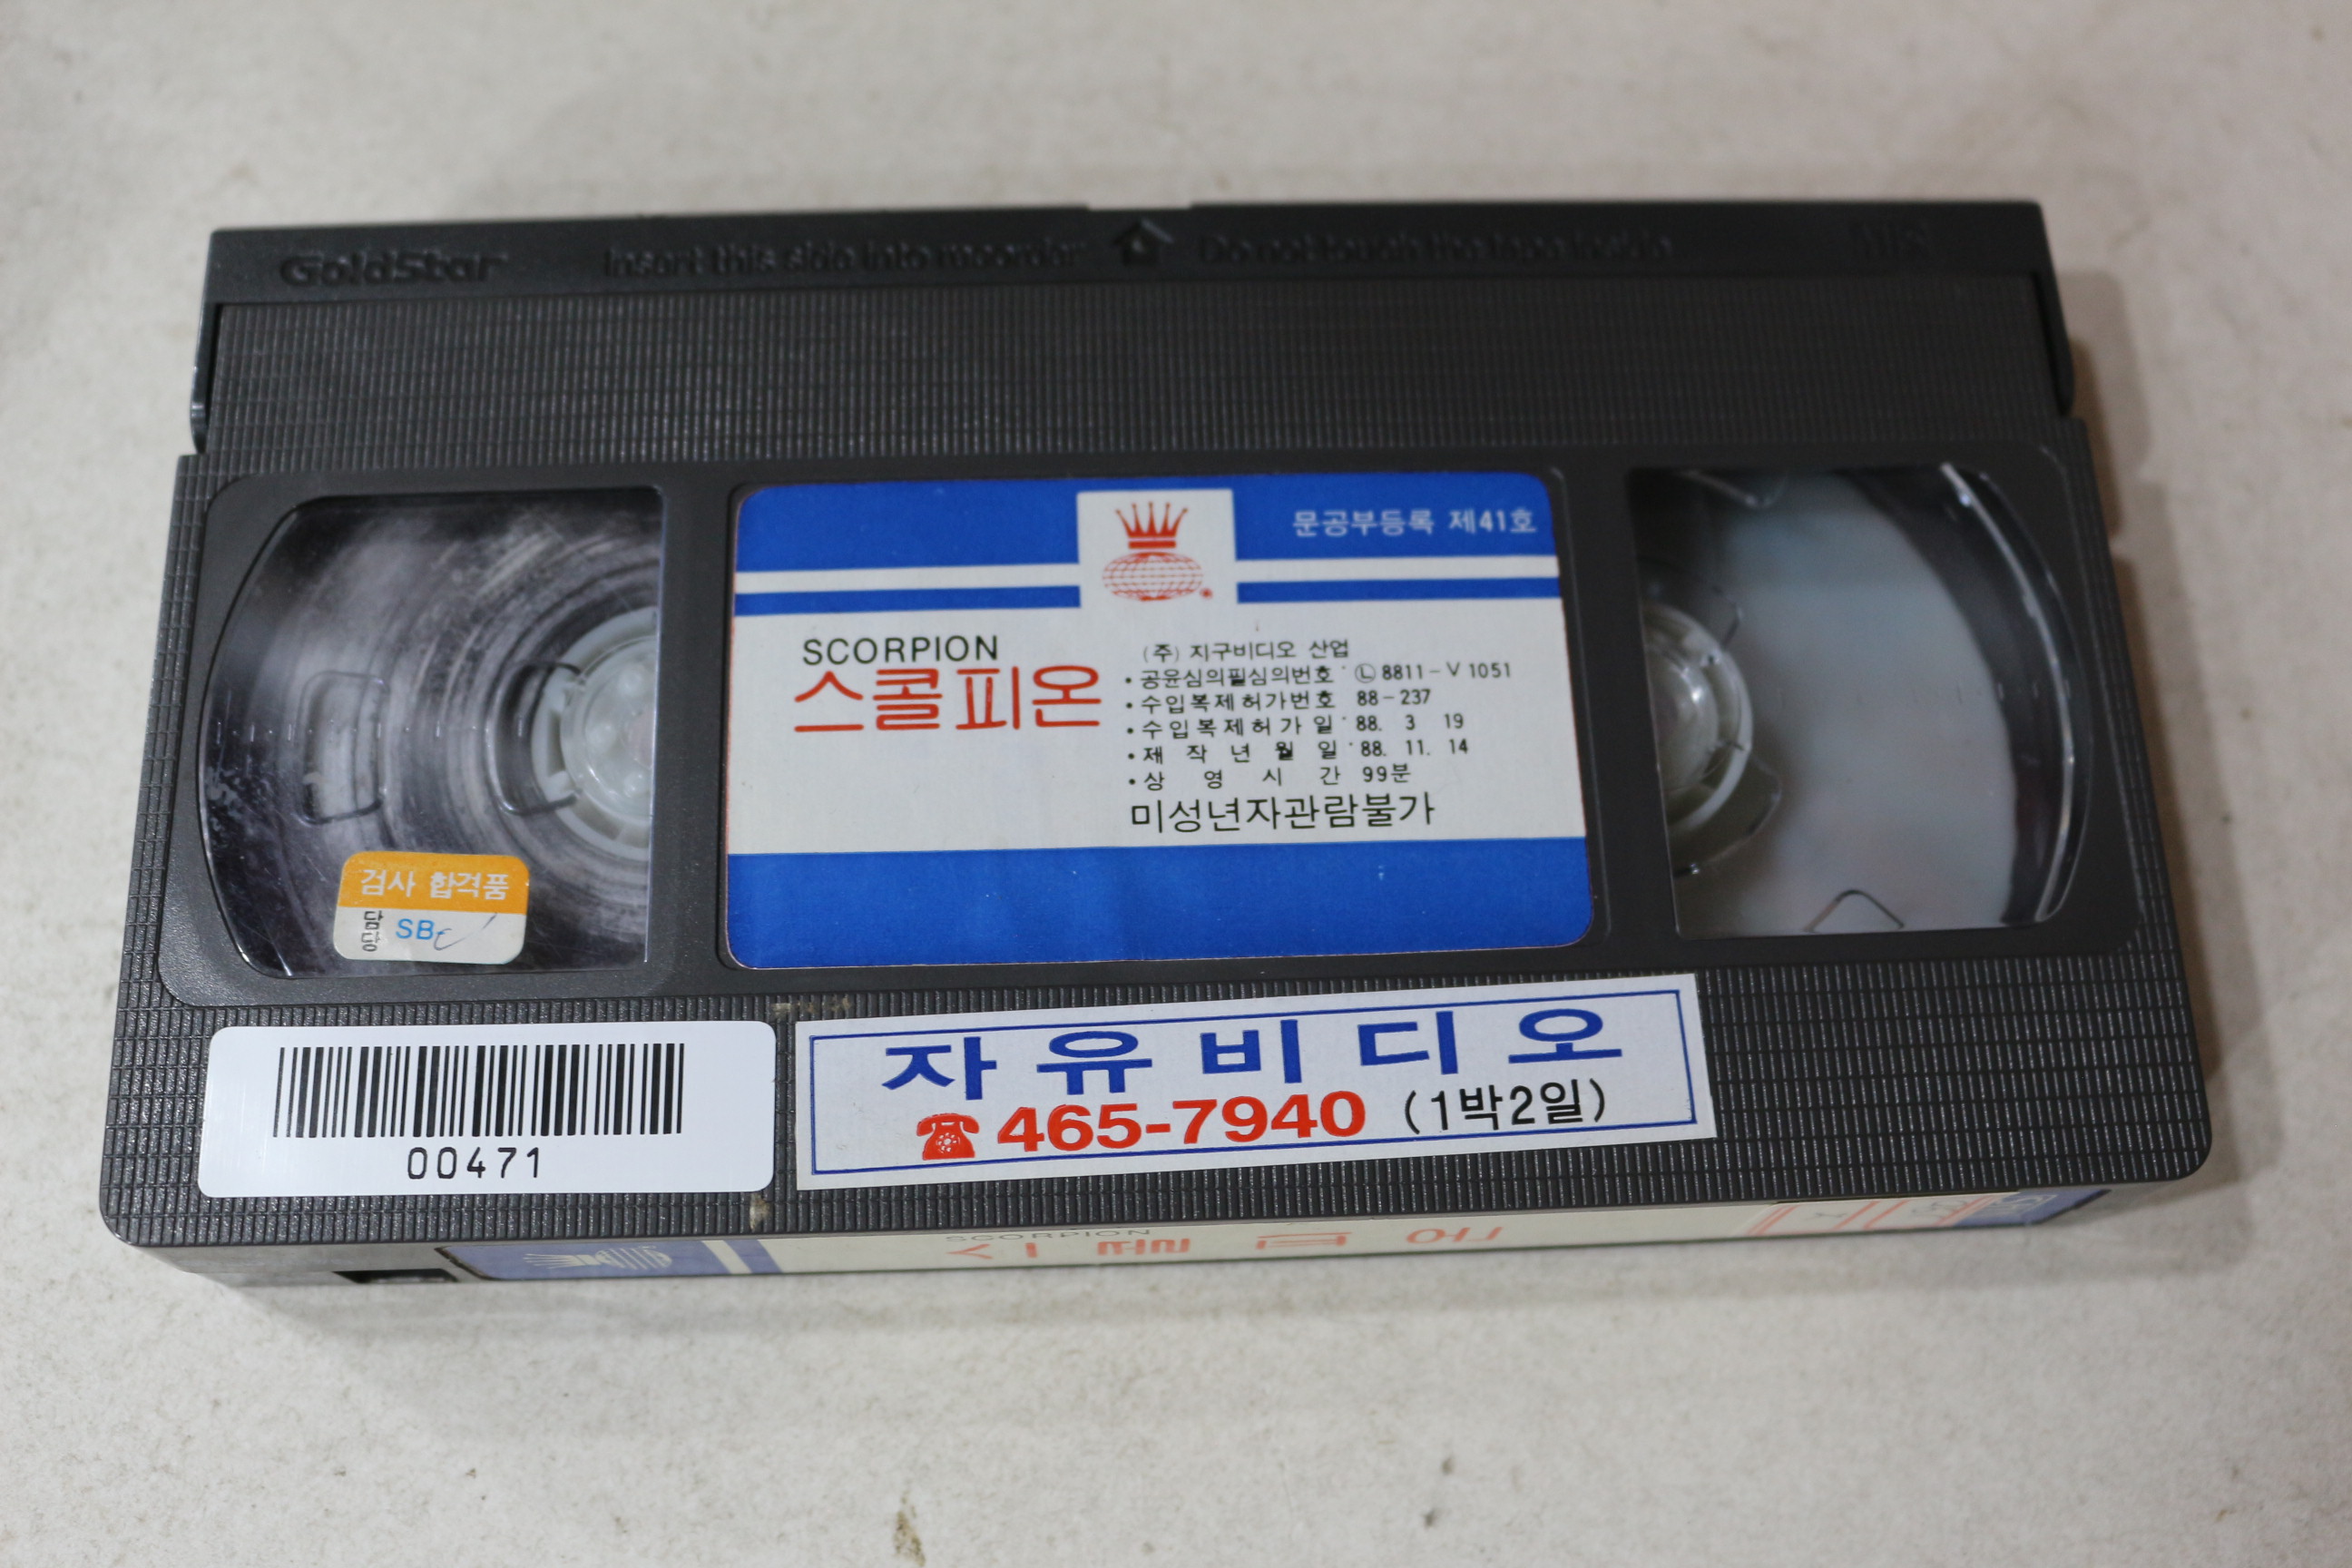 GoldStar Insert this side into recorder Do not touch the tape inside
문공부등록 제41호
SCORPION
스콜피온
(주) 지구비디오 산업
• 공윤심의필심의번호 Ⓛ 8811-V 1051
• 수입복제허가번호 88-237
• 수입복제허가일 '88. 3 19
• 제작년월일 '88. 11. 14
• 상영시간 99분
미성년자관람불가
검사 합격품
담당 SB-
00471
자유비디오
☎465-7940 (1박2일)
SCORPION
스콜피온